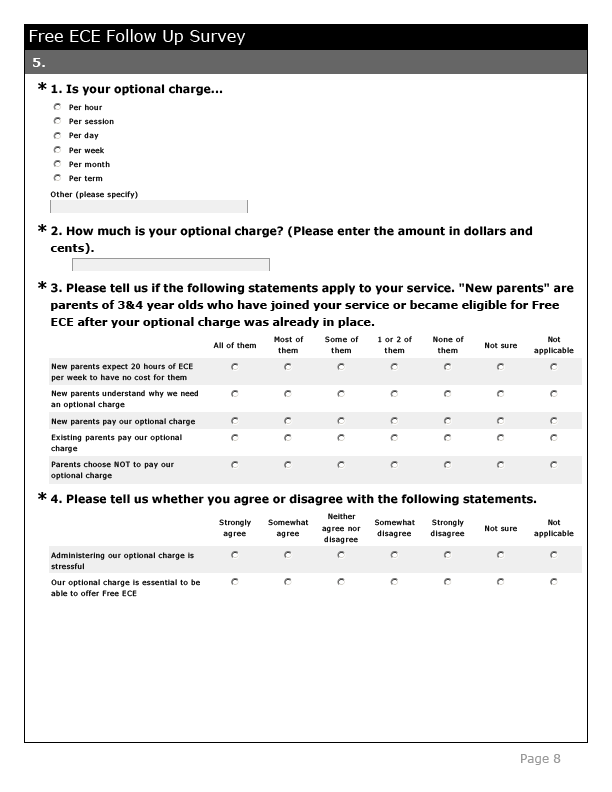 Free ECE Follow Up Survey
5.
* 1. Is your optional charge...
Per hour
Per session
Per day
Per week
Per month
Per term
Other (please specify)
* 2. How much is your optional charge? (Please enter the amount in dollars and
cents).
* 3. Please tell us if the following statements apply to your service. "New parents" are
parents of 3&4 year olds who have joined your service or became eligible for Free
ECE after your optional charge was already in place.
All of them
Most of
them
Some of
them
1 or 2 of
them
None of
them
Not sure
Not
applicable
New parents expect 20 hours of ECE
per week to have no cost for them
New parents understand why we need
an optional charge
New parents pay our optional charge
Existing parents pay our optional
charge
Parents choose NOT to pay our
optional charge
* 4. Please tell us whether you agree or disagree with the following statements.
Strongly
agree
Somewhat
agree
Neither
agree nor
disagree
Somewhat
disagree
Strongly
disagree
Not sure
Not
applicable
Administering our optional charge is
stressful
Our optional charge is essential to be
able to offer Free ECE
Page 8